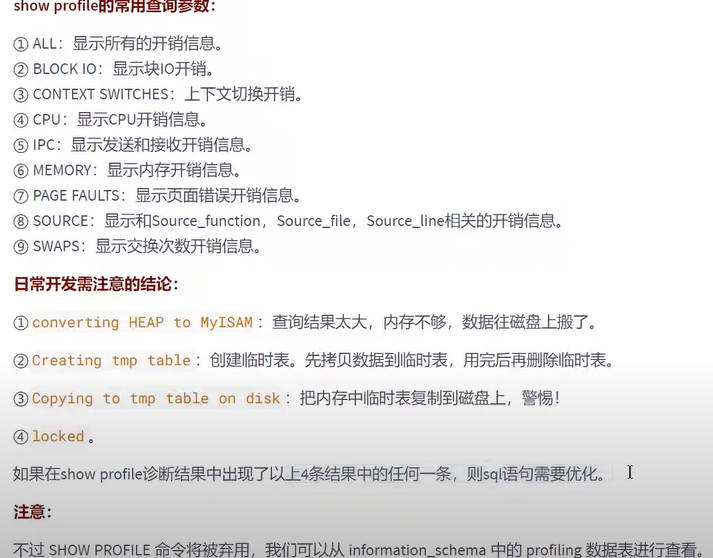 show profile的常用查询参数：
① ALL：显示所有的开销信息。
② BLOCK IO：显示块IO开销。
③ CONTEXT SWITCHES：上下文切换开销。
④ CPU：显示CPU开销信息。
⑤ IPC：显示发送和接收开销信息。
⑥ MEMORY：显示内存开销信息。
⑦ PAGE FAULTS：显示页面错误开销信息。
⑧ SOURCE：显示和Source_function，Source_file，Source_line相关的开销信息。
⑨ SWAPS：显示交换次数开销信息。
日常开发需注意的结论：
① converting HEAP to MyISAM：查询结果太大，内存不够，数据往磁盘上搬了。
② Creating tmp table：创建临时表。先拷贝数据到临时表，用完后再删除临时表。
③ Copying to tmp table on disk：把内存中临时表复制到磁盘上，警惕！
④ locked。
如果在show profile诊断结果中出现了以上4条结果中的任何一条，则sql语句需要优化。
注意：
不过 SHOW PROFILE 命令将被弃用，我们可以从 information_schema 中的 profiling 数据表进行查看。